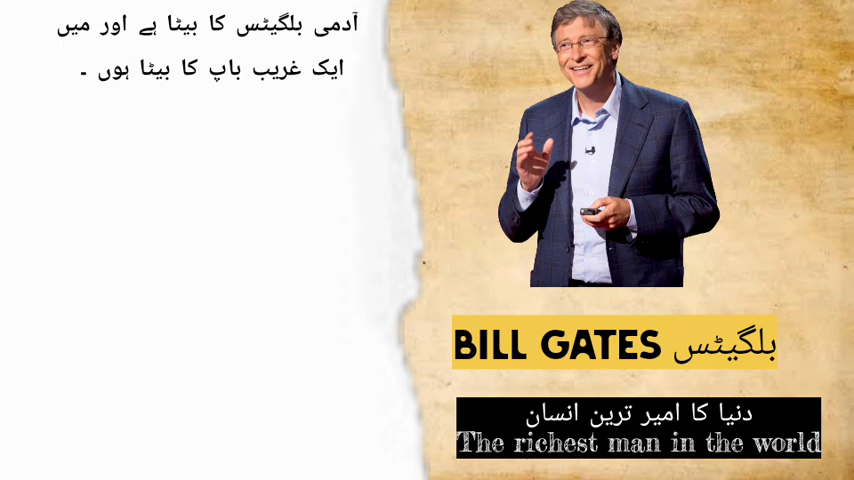 آدمی بلگیٹس کا بیٹا ہے اور میں
ایک غریب باپ کا بیٹا ہوں ۔
BILL GATES بلگیٹس
دنیا کا امیر ترین انسان
The richest man in the world